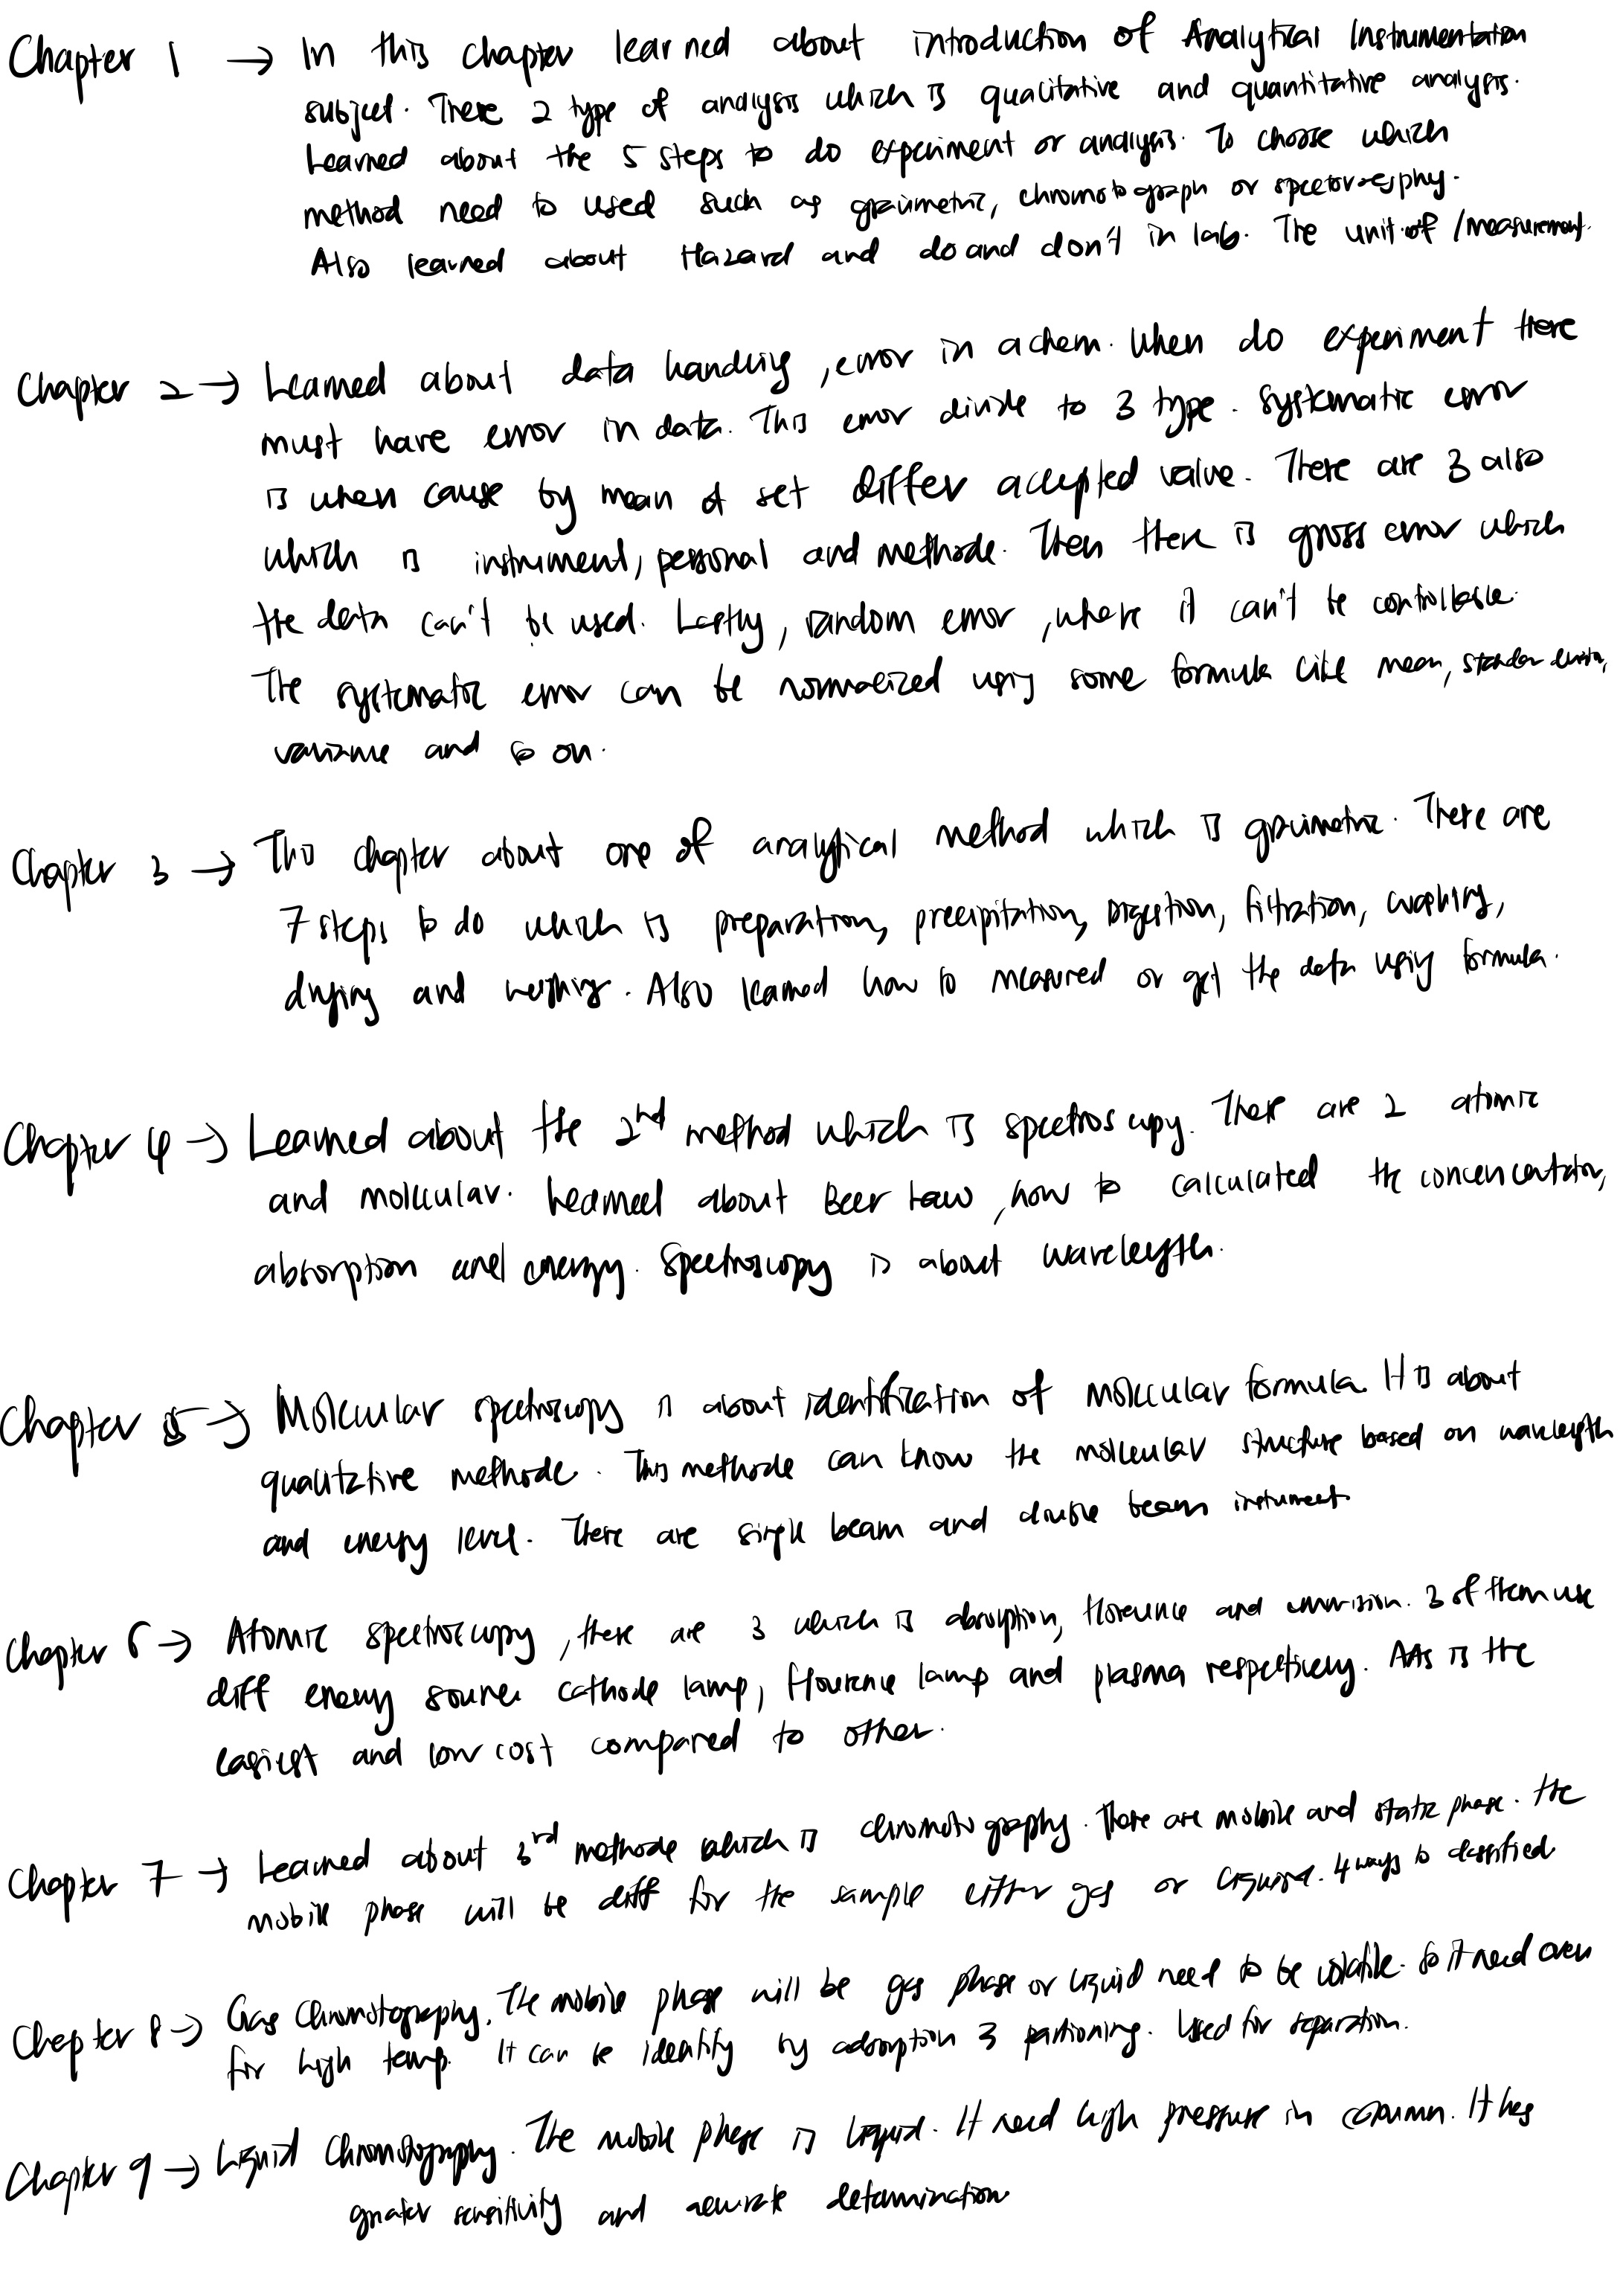 Chapter 1 → In this chapter learned about introduction of Analytical Instrumentation
subject. There 2 type of analysis which is qualitative and quantitative analysis.
Learned about the 5 steps to do experiment or analysis. To choose which
method need to used such as gravimetric, chromotograph or
Also learned about Hazard and do and don't in lab. The unit of /measurement.
Chapter 2 → Learned about data handling, error in a chem. When do experiment there
must have error in data. This error divide to 3 type. Systematic error
is when cause by mean of set differ accepted value. There are 3 also
which is instrument, personal and methode. Then there is gross error which
the data can't be used. Lastly, random error, where it can't be controllable.
The systematic error can be normalized using some formula like mean,
variance and so on.
Chapter 3 → This chapter about one of analytical method which is gravimetric. There are
7 steps to do which is preparation, precipitation, Digestion, filtration, washing,
drying and weighing. Also learned how to measured or get the data using formula.
Chapter 4 → Learned about the 2nd method which is spectroscopy. There are 2 atomic
and molecular. Learned about Beer Law, how to calculated the
absorption and energy. Spectroscopy is about wavelength.
Chapter 5 → Molecular spectroscopy is about identification of molecular formula. It is about
qualitative methode. This methode can know the molecular structure based on wavelength
and energy level. There are single beam and double beam instrument
Chapter 6 → Atomic spectroscopy, there are 3 which is absorption, and 3 of them use
diff energy source cathode lamp, lamp and plasma respectively. AAs is the
easiest and low cost compared to other.
Chapter 7 → Learned about 3rd methode which is chromotography. There are mobile and static phase. the
mobile phase will be diff for the sample either gas or liquid. 4 ways to classified
Chepter 8 → Gas Chromotography. The mobile phase will be gas phase or liquid need to be volatile. So it need oven
for high temp. It can be identify by adsorption 3 partioning. Used for separation.
Chapter 9 → Liquid Chromotography. The mobile phase is liquid. It need high pressure in column. It has
greater sensitivity and accurate determination